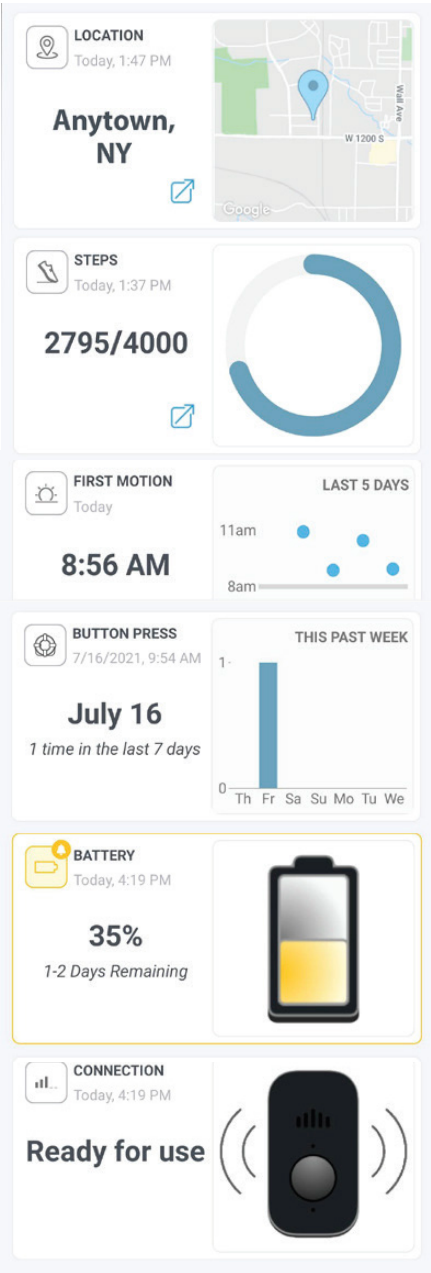 LOCATION
Today, 1:47 PM
Anytown,
NY
Wall Ave
W 1200 S
Google
STEPS
Today, 1:37 PM
2795/4000
FIRST MOTION
Today
8:56 AM
LAST 5 DAYS
11am
8am
BUTTON PRESS
7/16/2021, 9:54 AM
July 16
1 time in the last 7 days
THIS PAST WEEK
1
0
Th Fr Sa Su Mo Tu We
BATTERY
Today, 4:19 PM
35%
1-2 Days Remaining
CONNECTION
Today, 4:19 PM
Ready for use